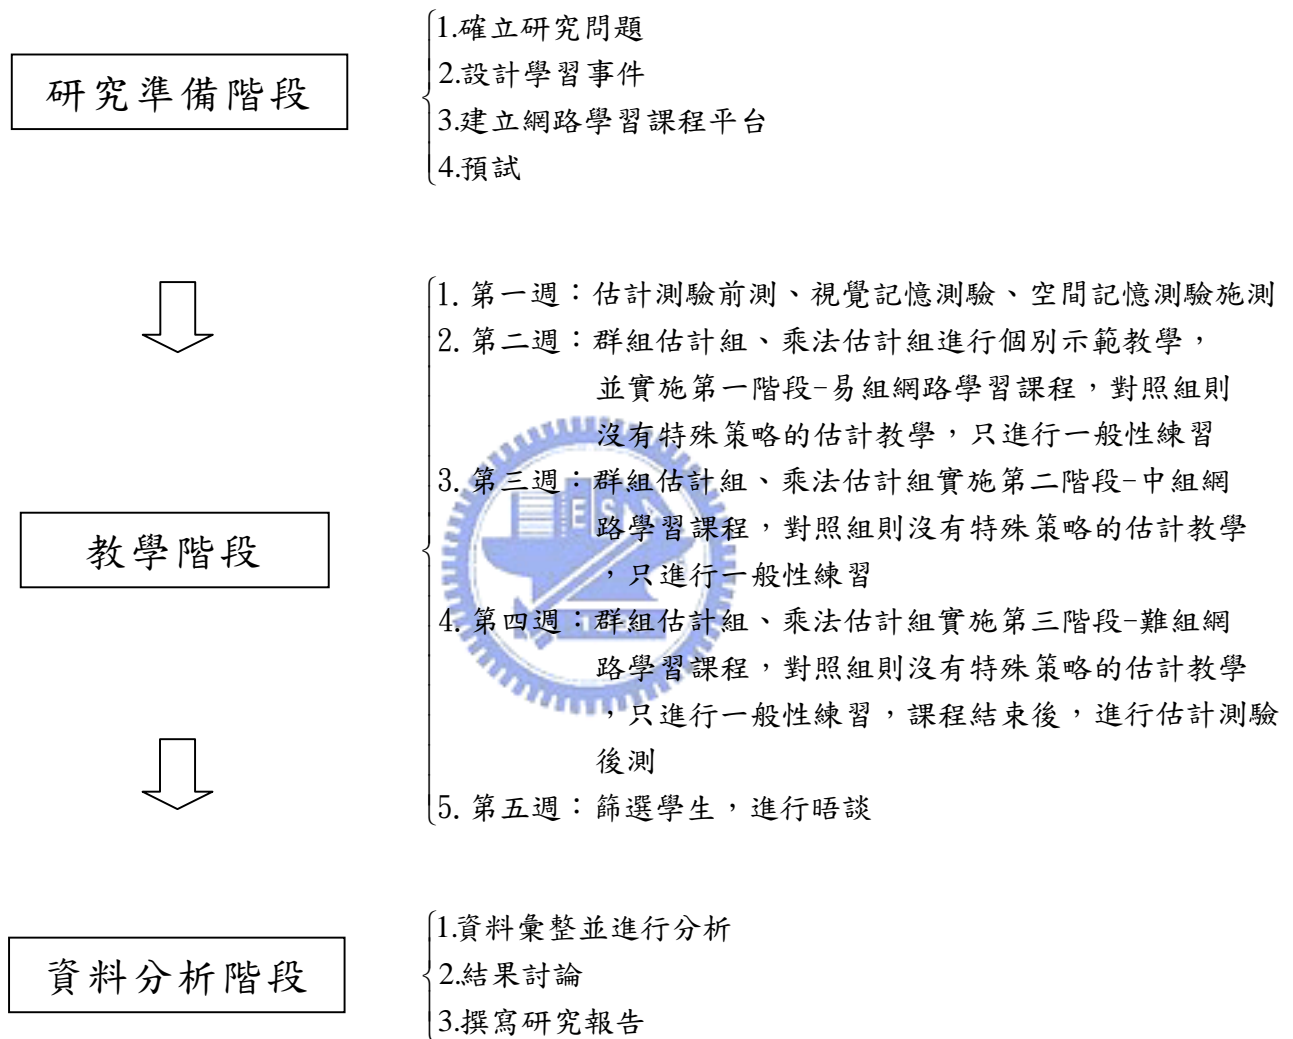 1.確立研究問題
研究準備階段
2.設計學習事件
3.建立網路學習課程平台
4.預試
1. 第一週：估計測驗前測、視覺記憶測驗、空間記憶測驗施測
2. 第二週：群組估計組、乘法估計組進行個別示範教學，
並實施第一階段-易組網路學習課程，對照組則
沒有特殊策略的估計教學，只進行一般性練習
3. 第三週：群組估計組、乘法估計組實施第二階段-中組網
路學習課程，對照組則沒有特殊策略的估計教學
，只進行一般性練習
教學階段
4. 第四週：群組估計組、乘法估計組實施第三階段-難組網
路學習課程，對照組則沒有特殊策略的估計教學
，只進行一般性練習，課程結束後，進行估計測驗
後測
5. 第五週：篩選學生，進行晤談
1.資料彙整並進行分析
資料分析階段
2.結果討論
3.撰寫研究報告